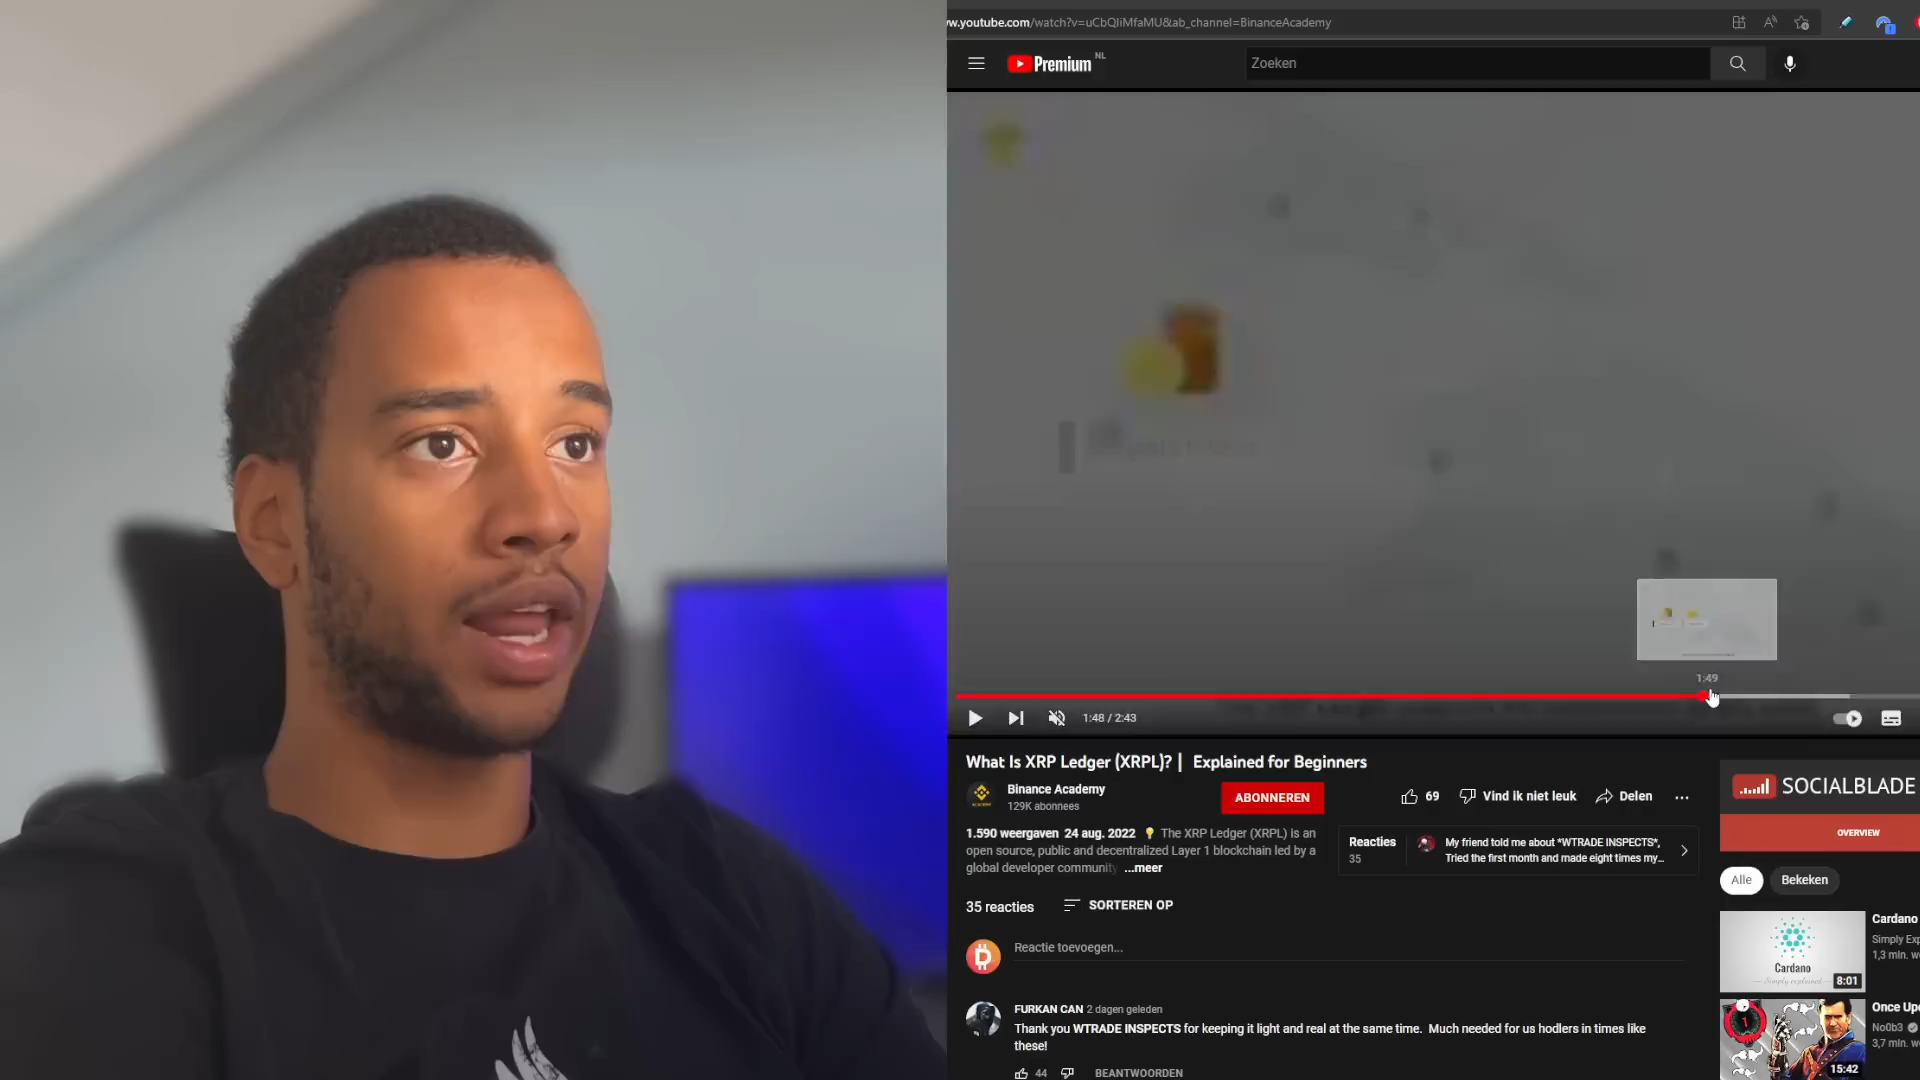 w.youtube.com/watch?v=uCbQIiMfaMU&ab_channel=BinanceAcademy
Premium NL
Zoeken
1:49
1:48 / 2:43
What Is XRP Ledger (XRPL)? | Explained for Beginners
Binance Academy
129K abonnees
ABONNEREN
69
Vind ik niet leuk
Delen
1.590 weergaven 24 aug. 2022 💡 The XRP Ledger (XRPL) is an
open source, public and decentralized Layer 1 blockchain led by a
global developer community ...meer
Reacties
35
My friend told me about *WTRADE INSPECTS*,
Tried the first month and made eight times my...
35 reacties
SORTEREN OP
Reactie toevoegen...
FURKAN CAN 2 dagen geleden
Thank you WTRADE INSPECTS for keeping it light and real at the same time. Much needed for us hodlers in times like
these!
44
BEANTWOORDEN
SOCIALBLADE
OVERVIEW
Alle
Bekeken
Cardano
Simply explained
8:01
Cardano
Simply Exp
1,3 mln. w
15:42
Once Upo
No0b3
3,7 mln. w